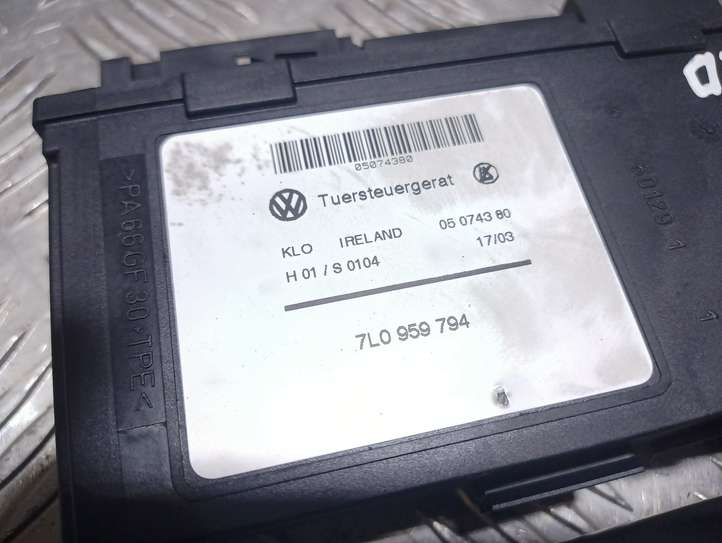 05074380
Tuersteuergerat
KLO IRELAND 05 0743 80
H 01 / S 0104 17/03
7L0 959 794
>PA66GF30+TPE<